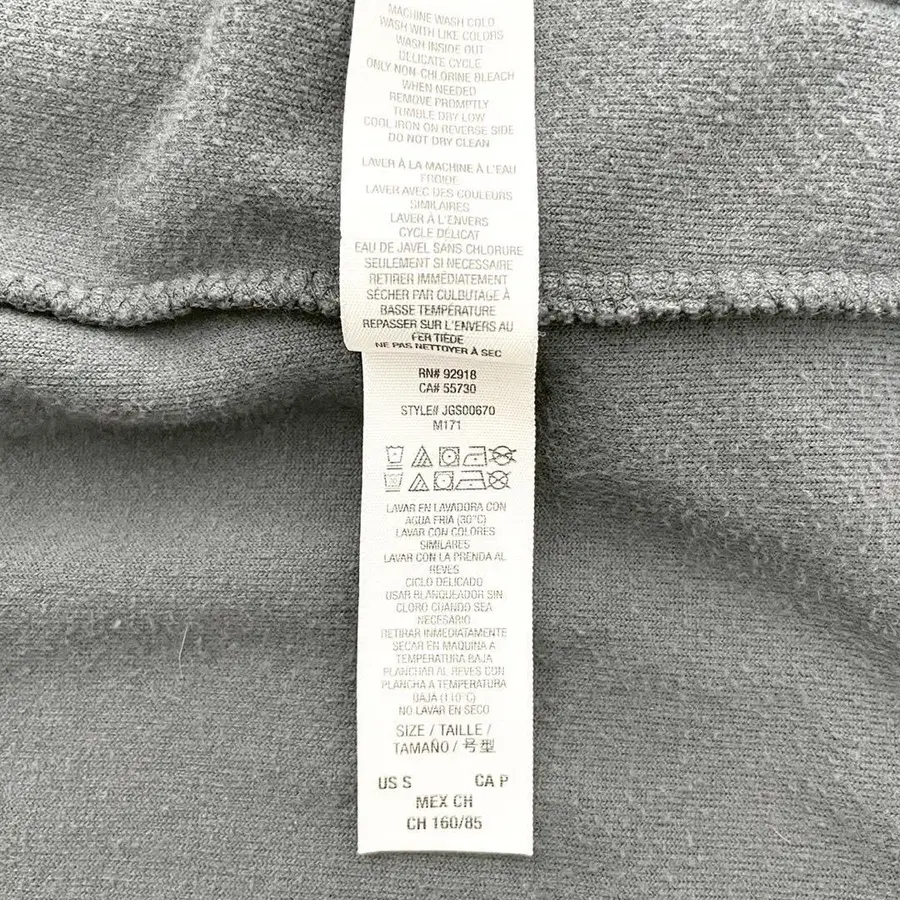 MACHINE WASH COLD
WASH WITH LIKE COLORS
WASH INSIDE OUT
DELICATE CYCLE
ONLY NON-CHLORINE BLEACH
WHEN NEEDED
REMOVE PROMPTLY
TUMBLE DRY LOW
COOL IRON ON REVERSE SIDE
DO NOT DRY CLEAN
LAVER À LA MACHINE À L'EAU
FROIDE
LAVER AVEC DES COULEURS
SIMILAIRES
LAVER À L'ENVERS
CYCLE DÉLICAT
EAU DE JAVEL SANS CHLORURE
SEULEMENT SI NECESSAIRE
RETIRER IMMÉDIATEMENT
SÉCHER PAR CULBUTAGE À
BASSE TEMPÉRATURE
REPASSER SUR L'ENVERS AU
FER TIÈDE
NE PAS NETTOYER À SEC
RN# 92918
CA# 55730
STYLE# JGS00670
M171
LAVAR EN LAVADORA CON
AGUA FRIA (30°C)
LAVAR CON COLORES
SIMILARES
LAVAR CON LA PRENDA AL
REVES
CICLO DELICADO
USAR BLANQUEADOR SIN
CLORO CUANDO SEA
NECESARIO
RETIRAR INMEDIATAMENTE
SECAR EN MAQUINA A
TEMPERATURA BAJA
PLANCHAR AL REVES CON
PLANCHA A TEMPERATURA
BAJA (110°C)
NO LAVAR EN SECO
SIZE / TAILLE /
TAMAÑO / 号型
US S CA P
MEX CH
CH 160/85